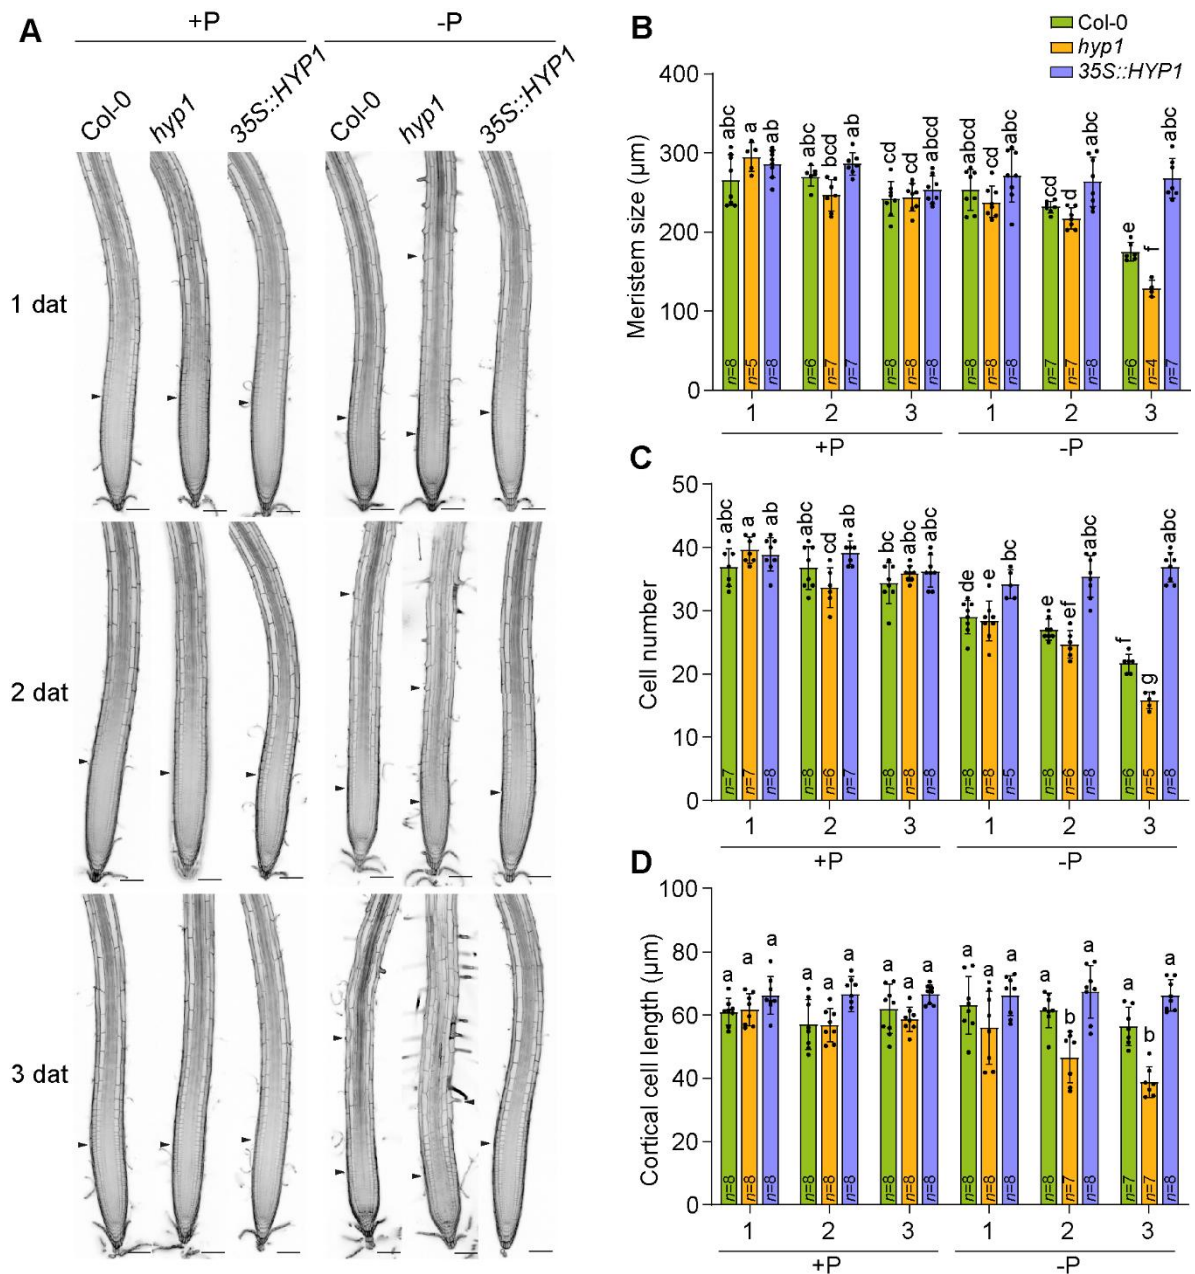 A
+P
-P
Col-0
hyp1
35S::HYP1
Col-0
hyp1
35S::HYP1
1 dat
2 dat
3 dat
B
Col-0
hyp1
35S::HYP1
Meristem size (µm)
400
300
200
100
0
abc
a
ab
abc
bcd
ab
cd
cd
abcd
abcd
cd
abc
cd
d
abc
e
f
abc
n=8
n=5
n=8
n=6
n=7
n=7
n=8
n=8
n=8
n=8
n=8
n=8
n=7
n=7
n=8
n=6
n=4
n=7
1 2 3 1 2 3
+P -P
C
Cell number
50
40
30
20
10
0
abc
a
ab
abc
cd
ab
bc
abc
abc
de
e
bc
e
ef
abc
f
g
abc
n=7
n=7
n=8
n=8
n=6
n=7
n=8
n=8
n=8
n=8
n=8
n=5
n=8
n=6
n=8
n=6
n=5
n=8
1 2 3 1 2 3
+P -P
D
Cortical cell length (µm)
100
80
60
40
20
0
a
a
a
a
a
a
a
a
a
a
a
a
a
b
a
a
b
a
n=8
n=8
n=8
n=8
n=8
n=8
n=8
n=8
n=8
n=8
n=8
n=8
n=8
n=7
n=8
n=7
n=7
n=8
1 2 3 1 2 3
+P -P